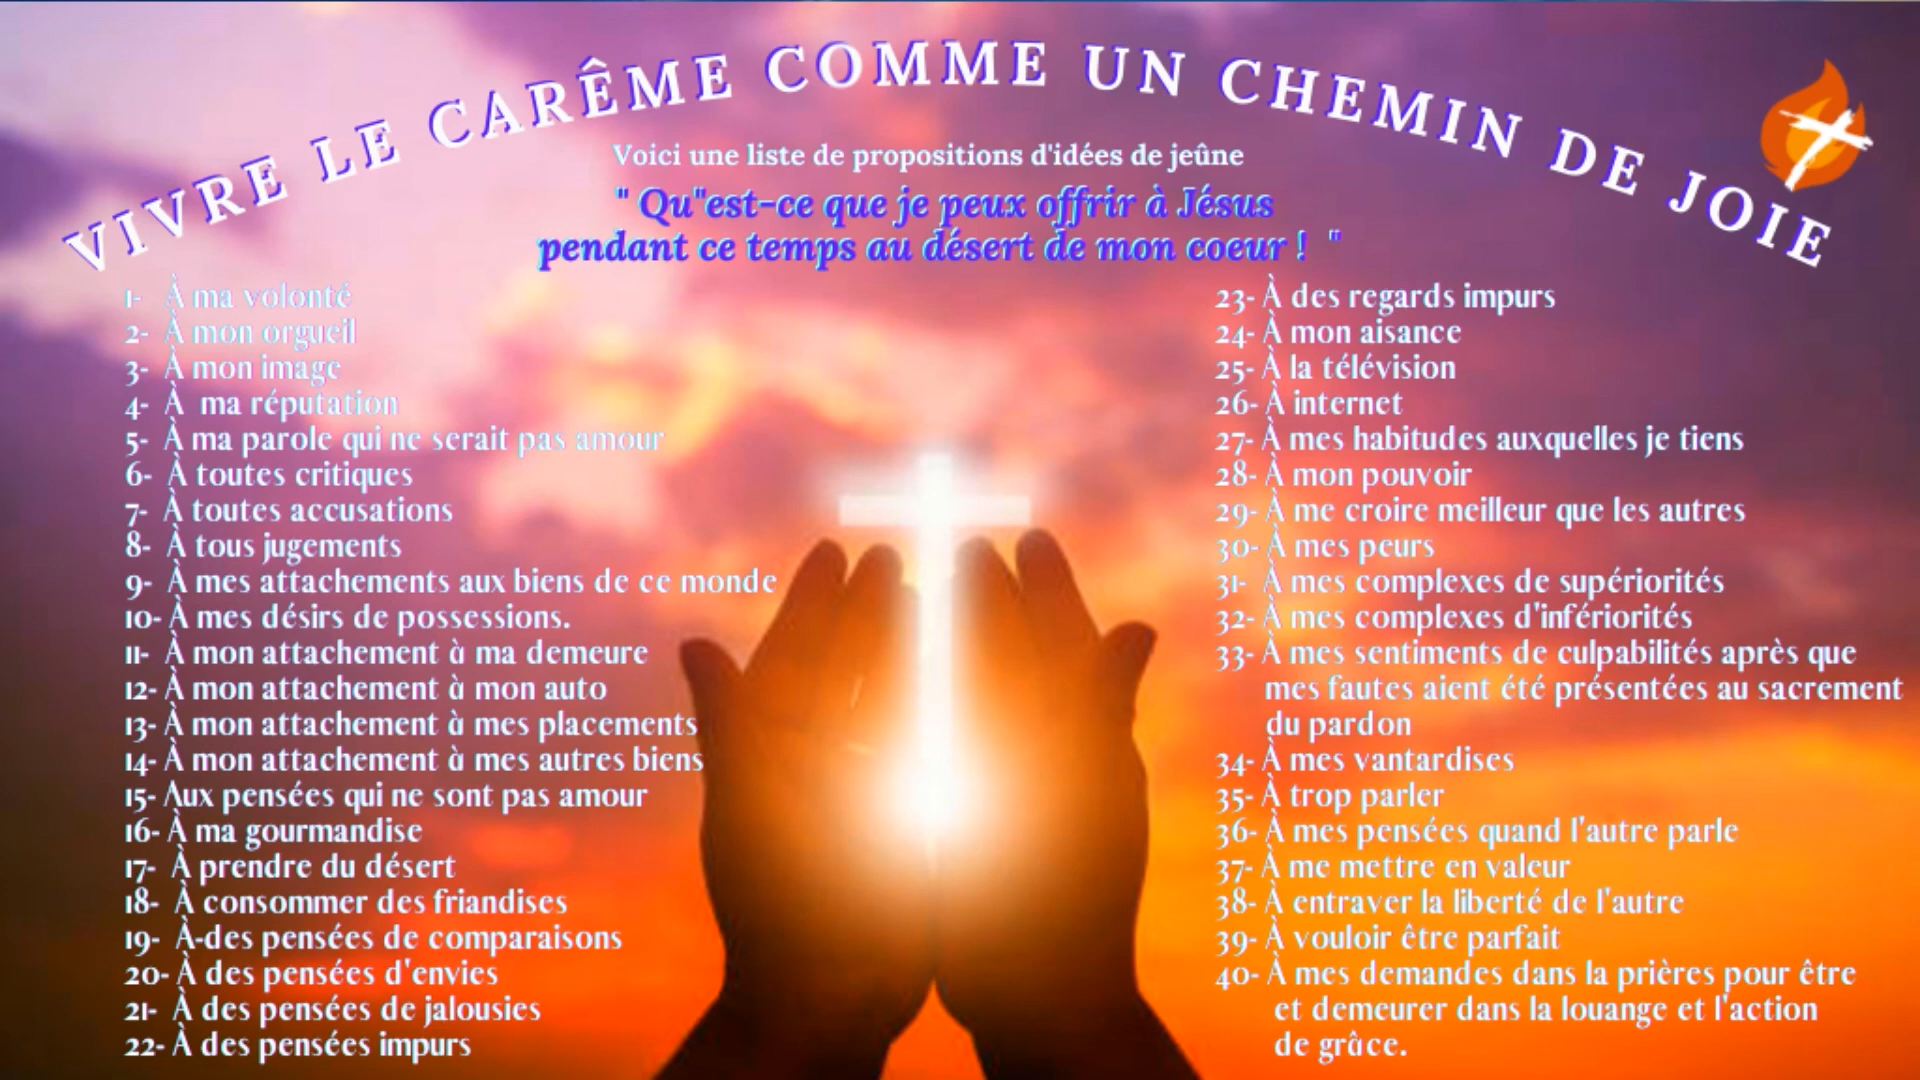 VIVRE LE CARÊME COMME UN CHEMIN DE JOIE
Voici une liste de propositions d'idées de jeûne
" Qu"est-ce que je peux offrir à Jésus
pendant ce temps au désert de mon coeur ! "
1- À ma volonté
2- À mon orgueil
3- À mon image
4- À ma réputation
5- À ma parole qui ne serait pas amour
6- À toutes critiques
7- À toutes accusations
8- À tous jugements
9- À mes attachements aux biens de ce monde
10- À mes désirs de possessions.
11- À mon attachement à ma demeure
12- À mon attachement à mon auto
13- À mon attachement à mes placements
14- À mon attachement à mes autres biens
15- Aux pensées qui ne sont pas amour
16- À ma gourmandise
17- À prendre du désert
18- À consommer des friandises
19- À-des pensées de comparaisons
20- À des pensées d'envies
21- À des pensées de jalousies
22- À des pensées impurs
23- À des regards impurs
24- À mon aisance
25- À la télévision
26- À internet
27- À mes habitudes auxquelles je tiens
28- À mon pouvoir
29- À me croire meilleur que les autres
30- À mes peurs
31- À mes complexes de supériorités
32- À mes complexes d'infériorités
33- À mes sentiments de culpabilités après que
mes fautes aient été présentées au sacrement
du pardon
34- À mes vantardises
35- À trop parler
36- À mes pensées quand l'autre parle
37- À me mettre en valeur
38- À entraver la liberté de l'autre
39- À vouloir être parfait
40- À mes demandes dans la prières pour être
et demeurer dans la louange et l'action
de grâce.